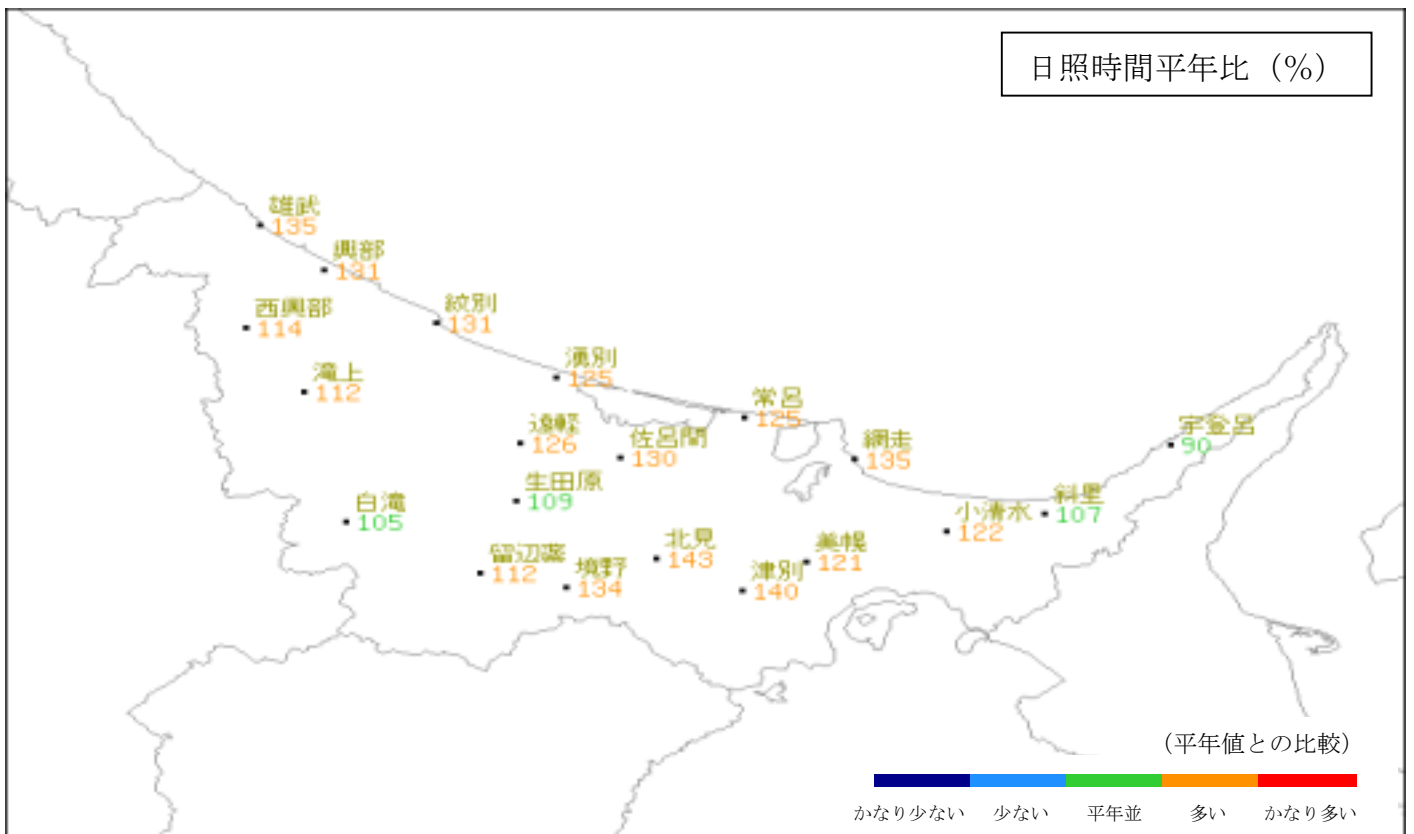 日照時間平年比（%）
雄武
135
興部
131
西興部
114
紋別
131
滝上
112
湧別
125
常呂
125
遠軽
126
佐呂間
130
網走
135
宇登呂
90
生田原
109
白滝
105
斜里
107
小清水
122
北見
143
美幌
121
留辺蘂
112
境野
134
津別
140
（平年値との比較）
かなり少ない 少ない 平年並 多い かなり多い